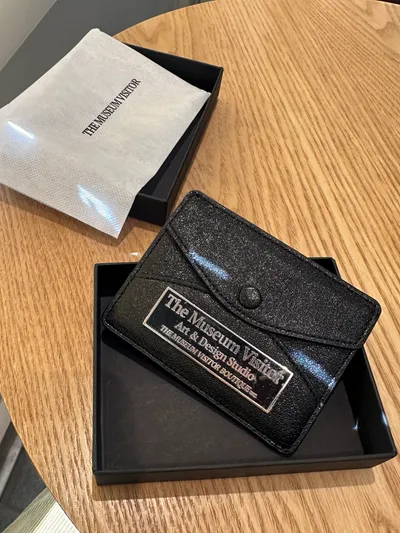 THE MUSEUM VISITOR
The Museum Visitor
Art & Design Studio
THE MUSEUM VISITOR BOUTIQUE